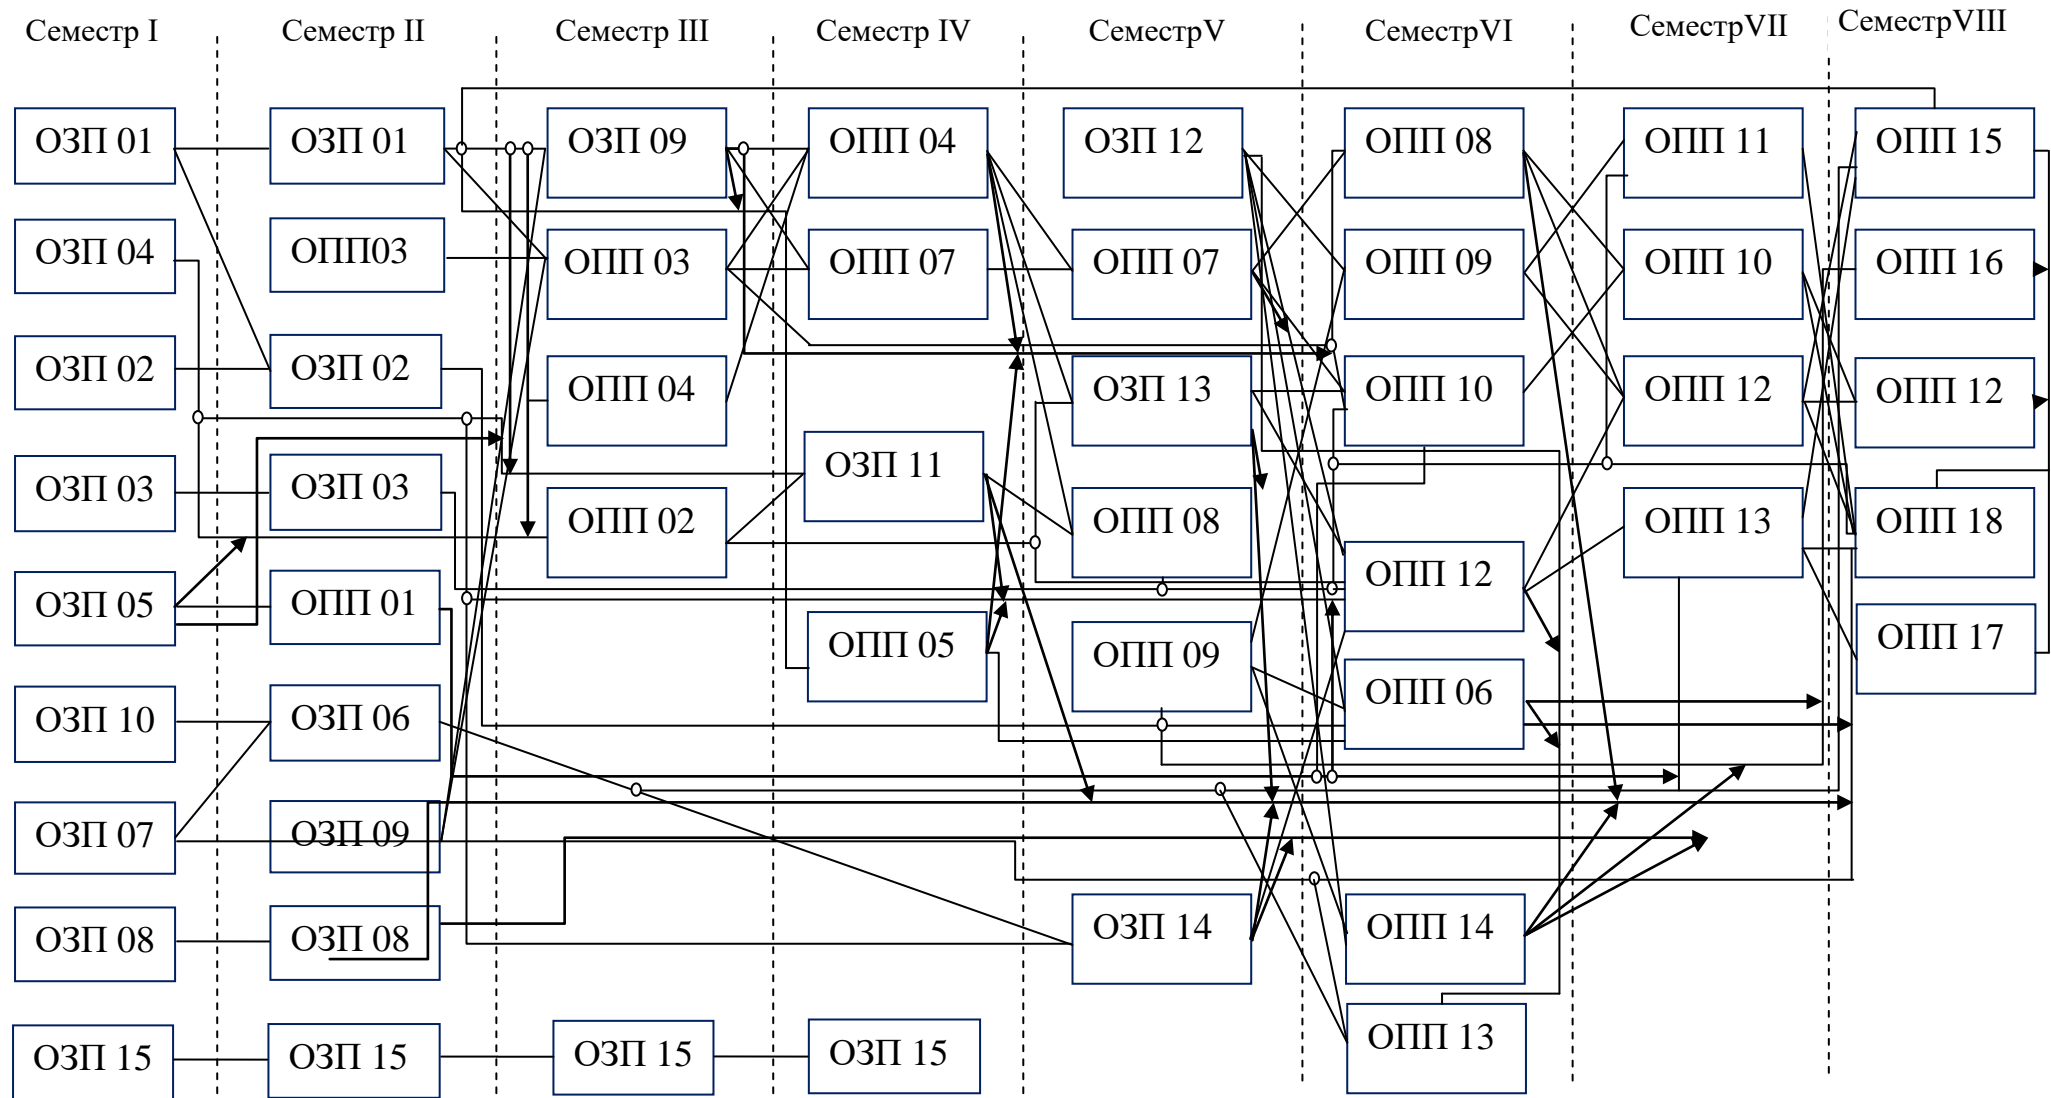 Семестр I
Семестр II
Семестр III
Семестр IV
СеместрV
СеместрVI
СеместрVII
СеместрVIII
ОЗП 01
ОЗП 04
ОЗП 02
ОЗП 03
ОЗП 05
ОЗП 10
ОЗП 07
ОЗП 08
ОЗП 15
ОЗП 01
ОПП03
ОЗП 02
ОЗП 03
ОПП 01
ОЗП 06
ОЗП 09
ОЗП 08
ОЗП 15
ОЗП 09
ОПП 03
ОПП 04
ОПП 02
ОЗП 15
ОПП 04
ОПП 07
ОЗП 11
ОПП 05
ОЗП 15
ОЗП 12
ОПП 07
ОЗП 13
ОПП 08
ОПП 09
ОЗП 14
ОПП 08
ОПП 09
ОПП 10
ОПП 12
ОПП 06
ОПП 14
ОПП 13
ОПП 11
ОПП 10
ОПП 12
ОПП 13
ОПП 15
ОПП 16
ОПП 12
ОПП 18
ОПП 17